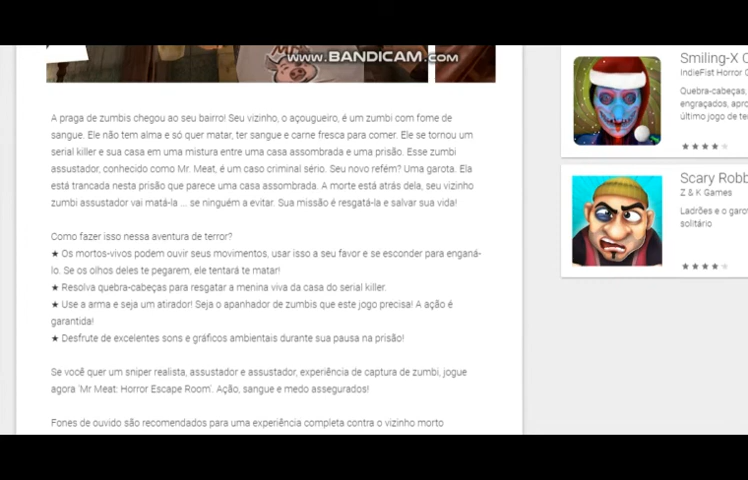 www.BANDICAM.com
A praga de zumbis chegou ao seu bairro! Seu vizinho, o açougueiro, é um zumbi com fome de
sangue. Ele não tem alma e só quer matar, ter sangue e carne fresca para comer. Ele se tornou um
serial killer e sua casa em uma mistura entre uma casa assombrada e uma prisão. Esse zumbi
assustador, conhecido como Mr. Meat, é um caso criminal sério. Seu novo refém? Uma garota. Ela
está trancada nesta prisão que parece uma casa assombrada. A morte está atrás dela, seu vizinho
zumbi assustador vai matá-la ... se ninguém a evitar. Sua missão é resgatá-la e salvar sua vida!
Como fazer isso nessa aventura de terror?
★ Os mortos-vivos podem ouvir seus movimentos, usar isso a seu favor e se esconder para enganá-
lo. Se os olhos deles te pegarem, ele tentará te matar!
★ Resolva quebra-cabeças para resgatar a menina viva da casa do serial killer.
★ Use a arma e seja um atirador! Seja o apanhador de zumbis que este jogo precisa! A ação é
garantida!
★ Desfrute de excelentes sons e gráficos ambientais durante sua pausa na prisão!
Se você quer um sniper realista, assustador e assustador, experiência de captura de zumbi, jogue
agora 'Mr Meat: Horror Escape Room'. Ação, sangue e medo assegurados!
Fones de ouvido são recomendados para uma experiência completa contra o vizinho morto
Smiling-X C
IndieFist Horror G
Quebra-cabeças,
engraçados, apro
último jogo de te
Scary Robb
Z & K Games
Ladrões e o garot
solitário